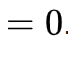 = 0.